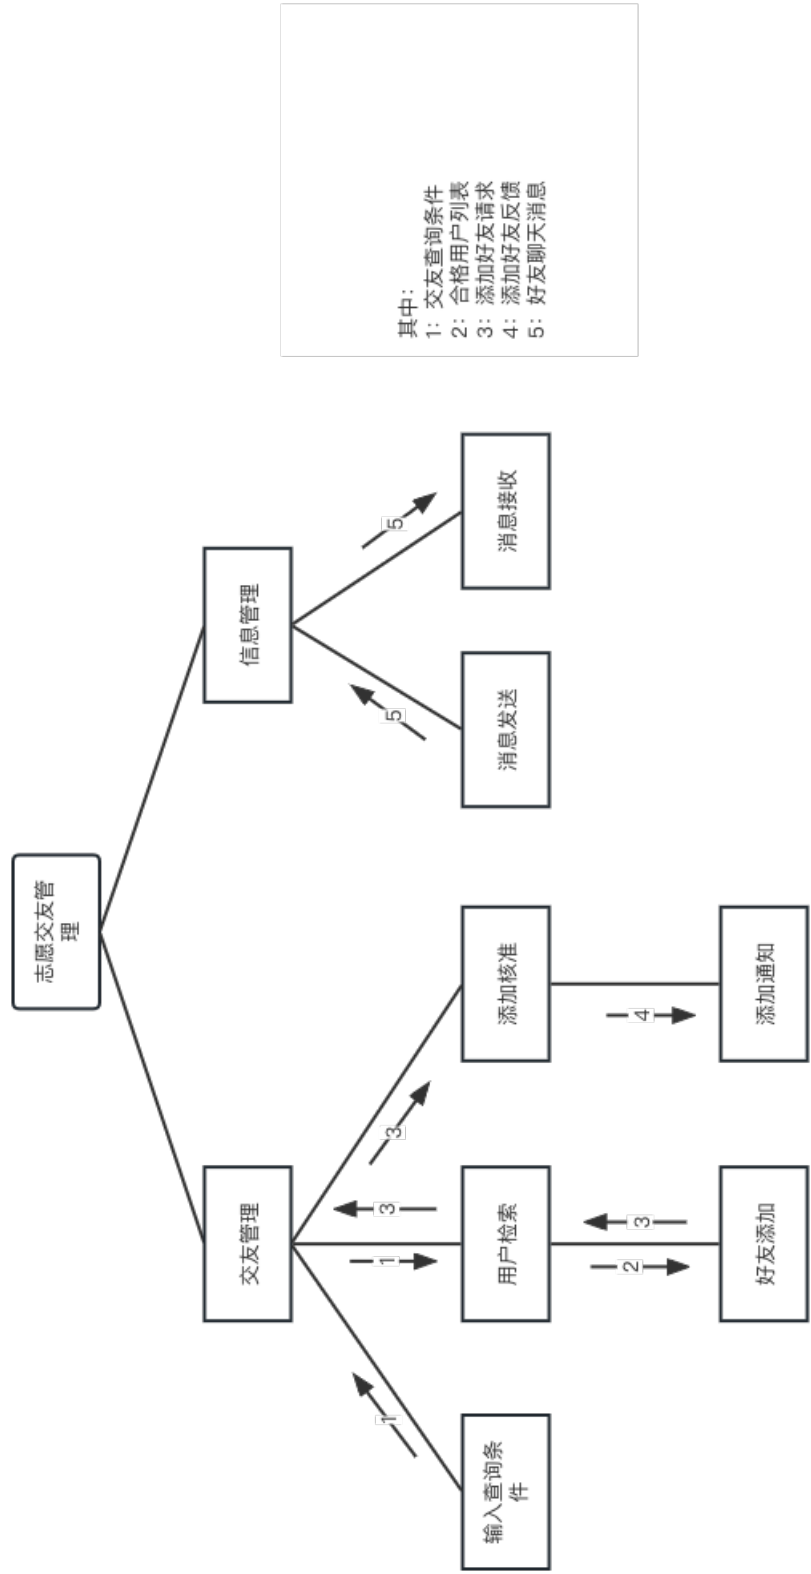 志愿交友管
理
交友管理
信息管理
1
1
3
3
5
5
输入查询条
件
用户检索
添加核准
消息发送
消息接收
2
3
4
好友添加
添加通知
其中：
1：交友查询条件
2：合格用户列表
3：添加好友请求
4：添加好友反馈
5：好友聊天消息